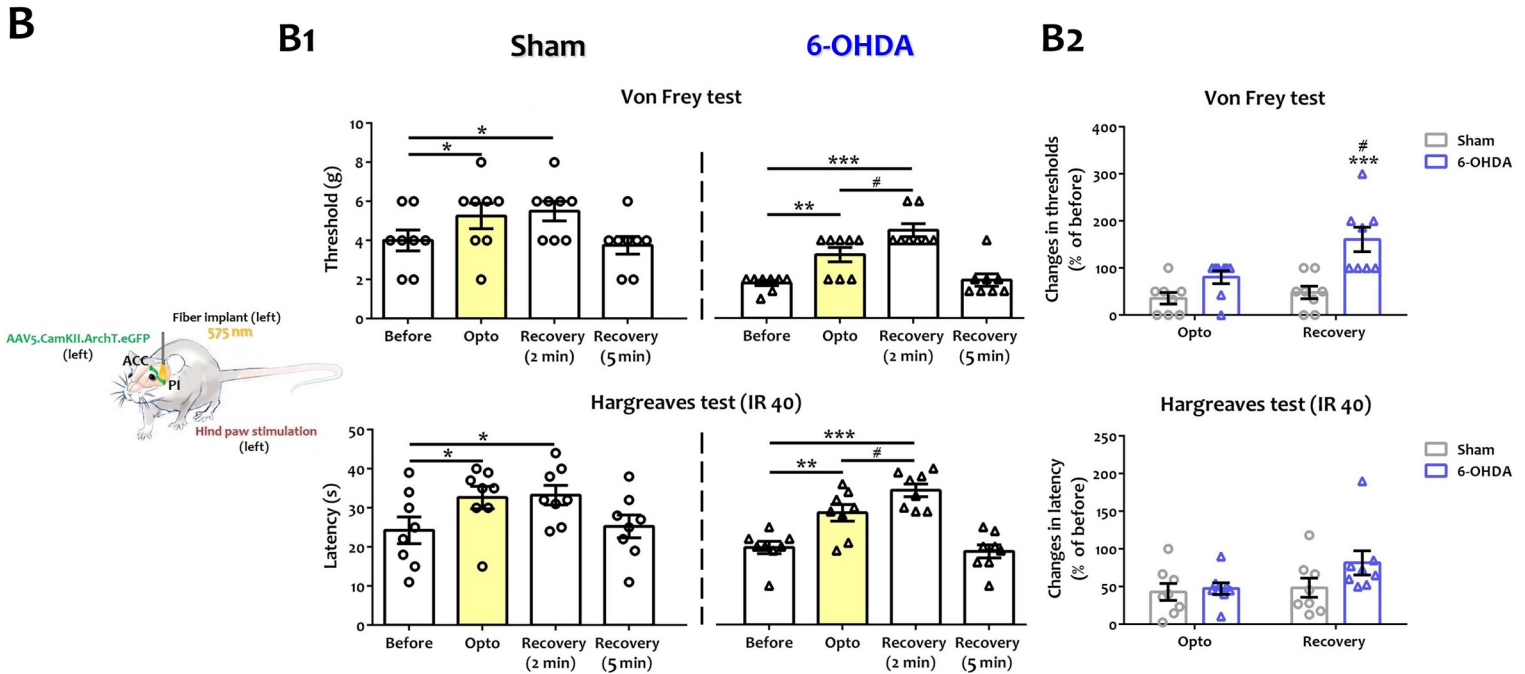 B
B1
Sham
6-OHDA
B2
Fiber implant (left)
575 nm
AAV5.CamKII.ArchT.eGFP
(left)
ACC
PI
Hind paw stimulation
(left)
Von Frey test
Threshold (g)
10
8
6
4
2
0
*
*
Before
Opto
Recovery
(2 min)
Recovery
(5 min)
***
#
**
Before
Opto
Recovery
(2 min)
Recovery
(5 min)
Von Frey test
Changes in thresholds
(% of before)
400
300
200
100
0
#
***
Opto
Recovery
Sham
6-OHDA
Hargreaves test (IR 40)
Latency (s)
50
40
30
20
10
0
*
*
Before
Opto
Recovery
(2 min)
Recovery
(5 min)
***
#
**
Before
Opto
Recovery
(2 min)
Recovery
(5 min)
Hargreaves test (IR 40)
Changes in latency
(% of before)
250
200
150
100
50
0
Opto
Recovery
Sham
6-OHDA